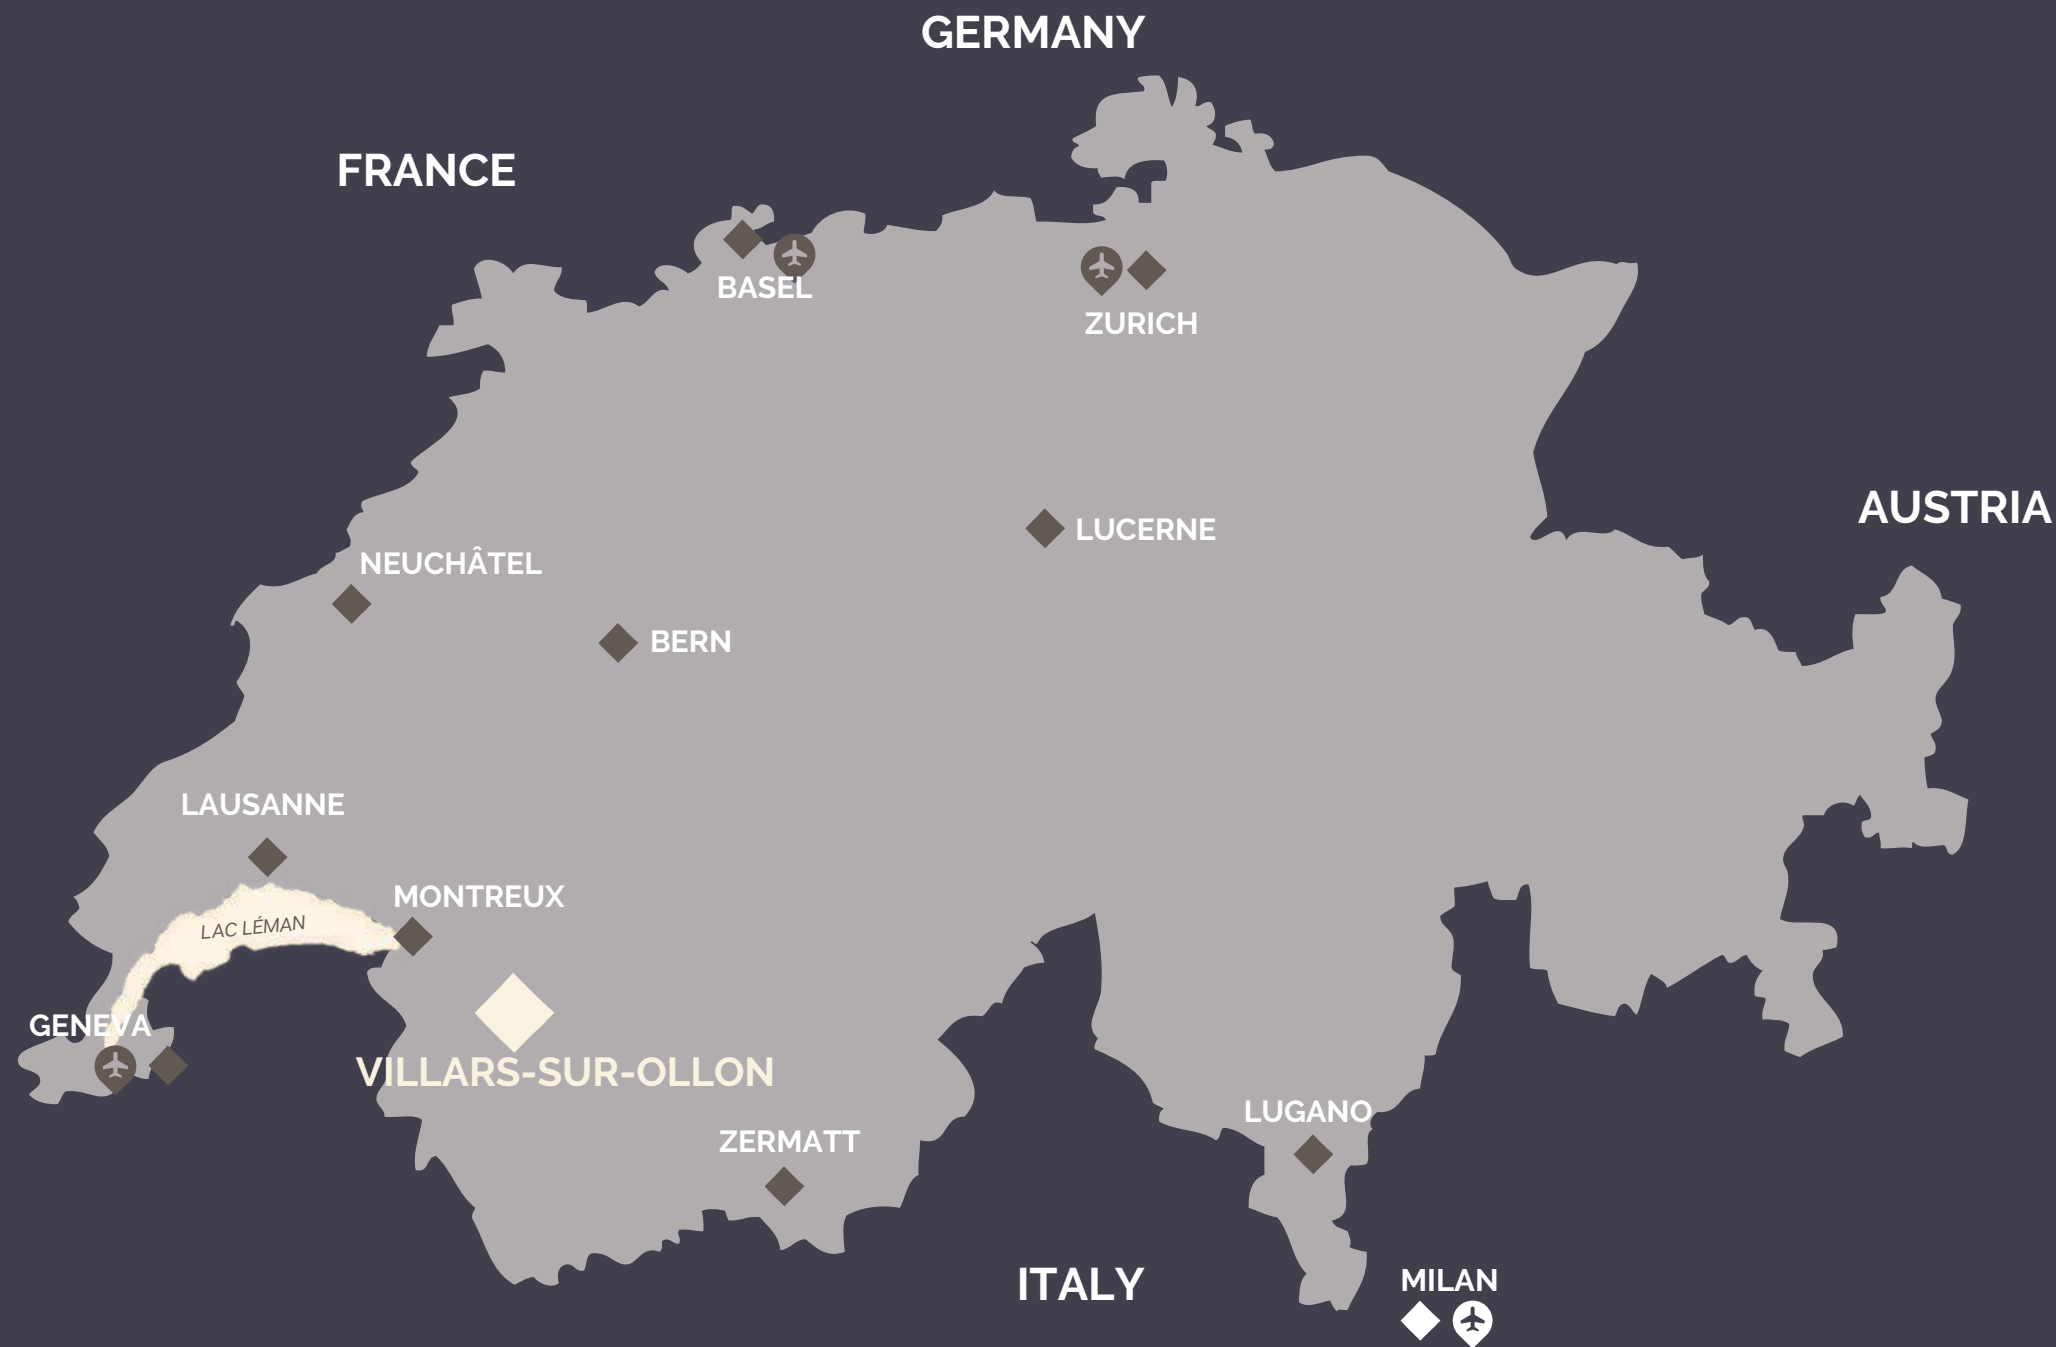 GERMANY
FRANCE
BASEL
ZURICH
AUSTRIA
LUCERNE
NEUCHÂTEL
BERN
LAUSANNE
MONTREUX
LAC LÉMAN
GENEVA
VILLARS-SUR-OLLON
LUGANO
ZERMATT
ITALY
MILAN